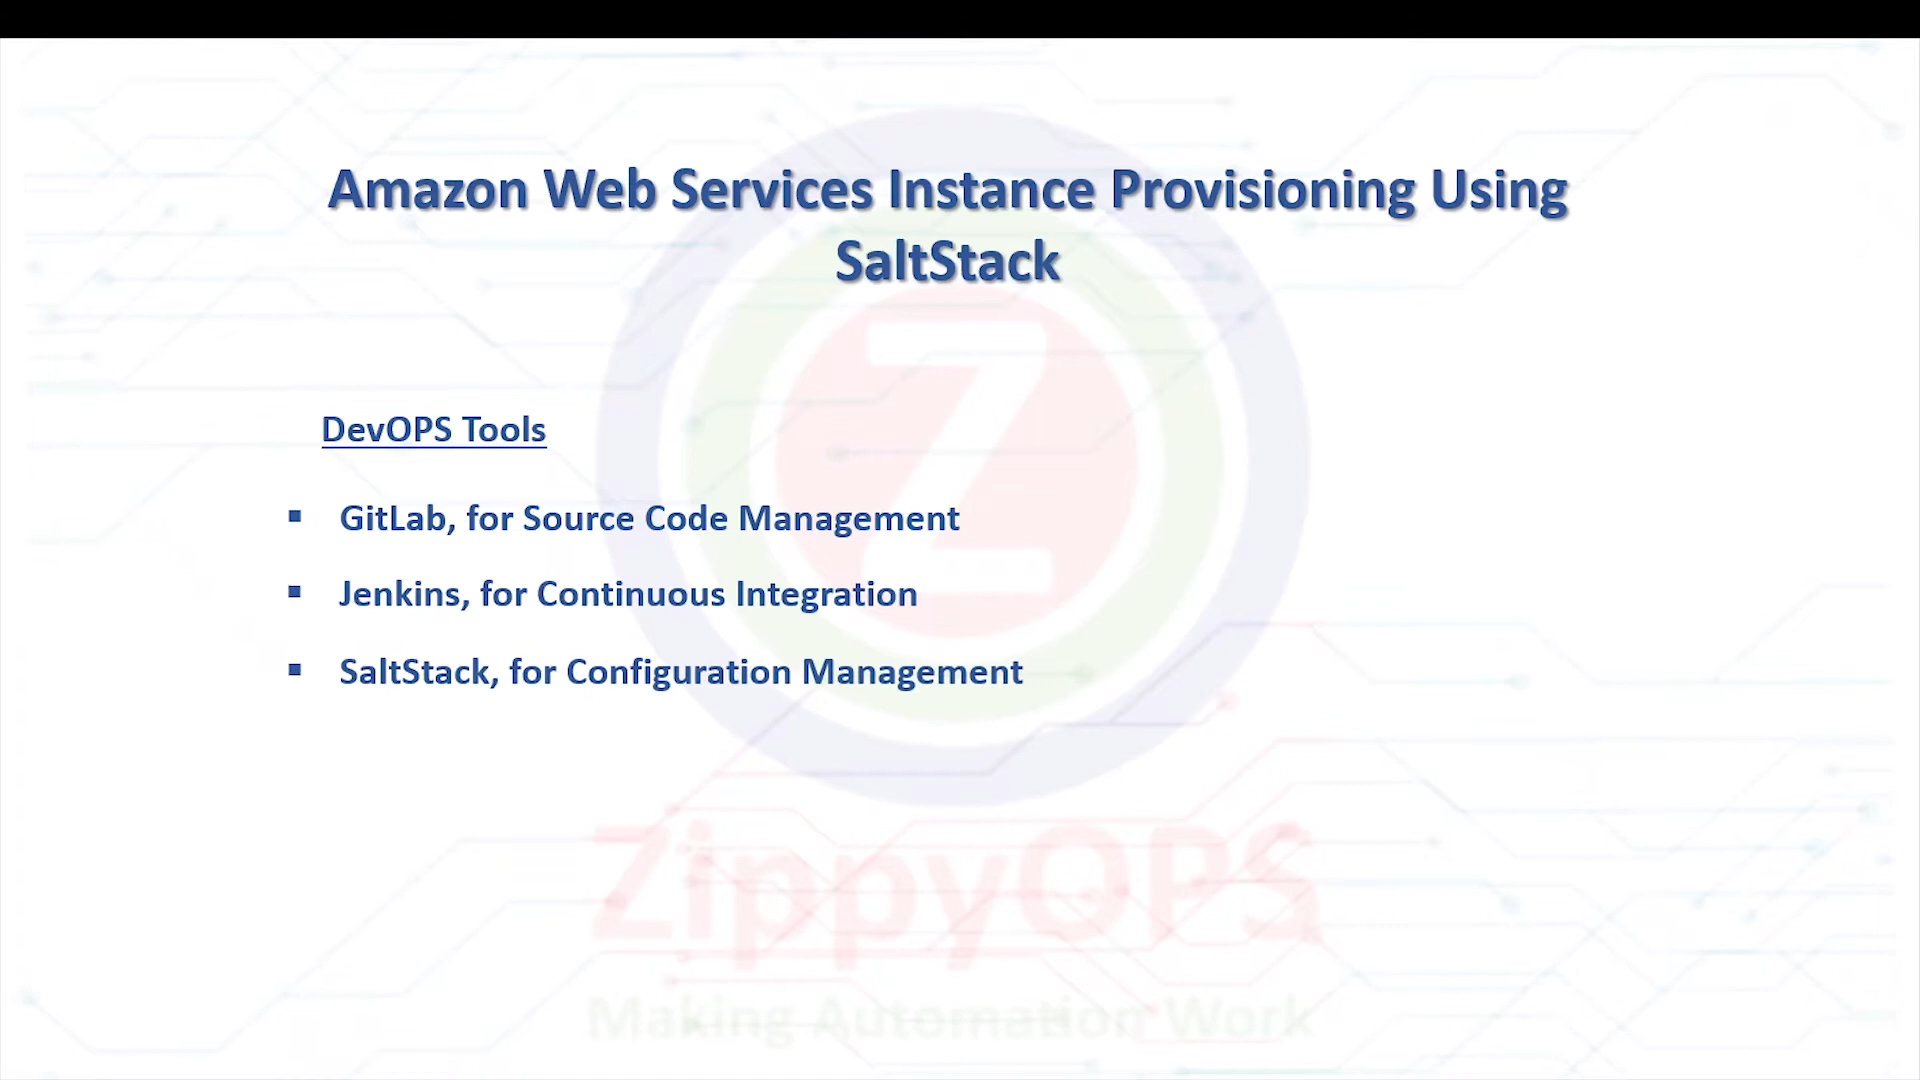 Amazon Web Services Instance Provisioning Using
SaltStack
DevOPS Tools
▪ GitLab, for Source Code Management
▪ Jenkins, for Continuous Integration
▪ SaltStack, for Configuration Management
Z
ZippyOPS
Making Automation Work